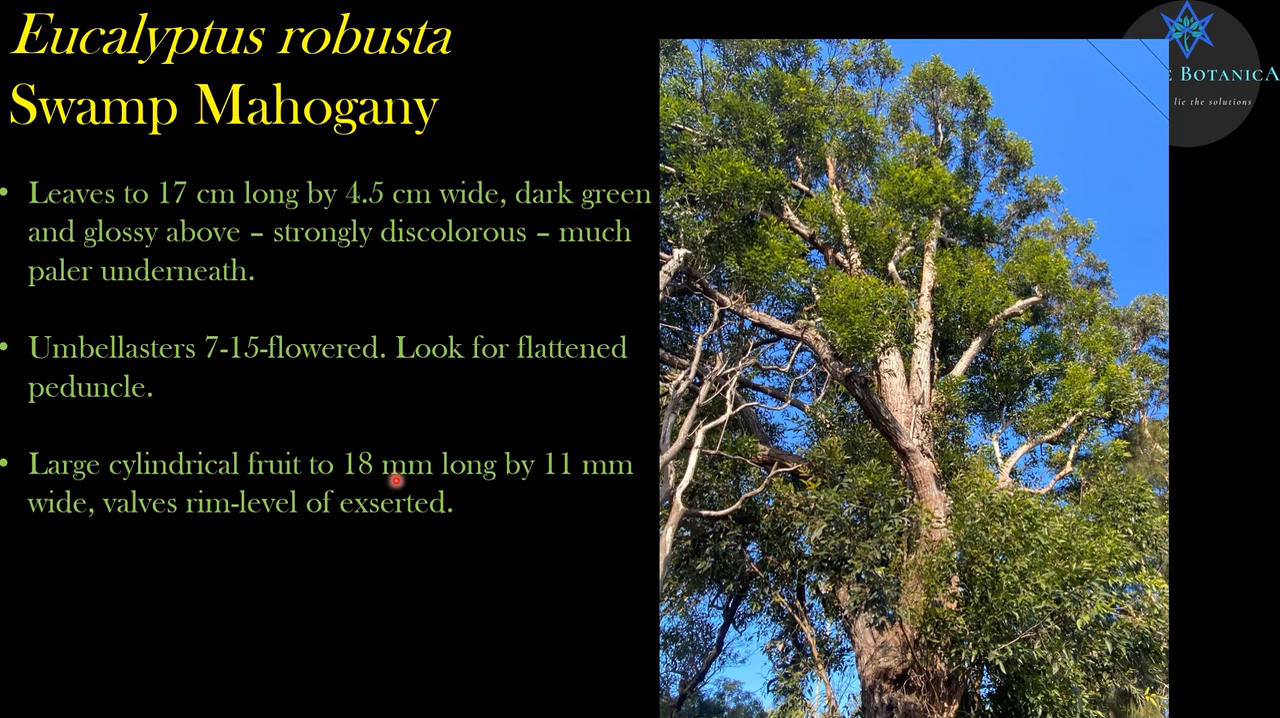 Eucalyptus robusta
Swamp Mahogany
• Leaves to 17 cm long by 4.5 cm wide, dark green
and glossy above – strongly discolorous – much
paler underneath.
• Umbellasters 7-15-flowered. Look for flattened
peduncle.
• Large cylindrical fruit to 18 mm long by 11 mm
wide, valves rim-level of exserted.
E BOTANICA
lie the solutions